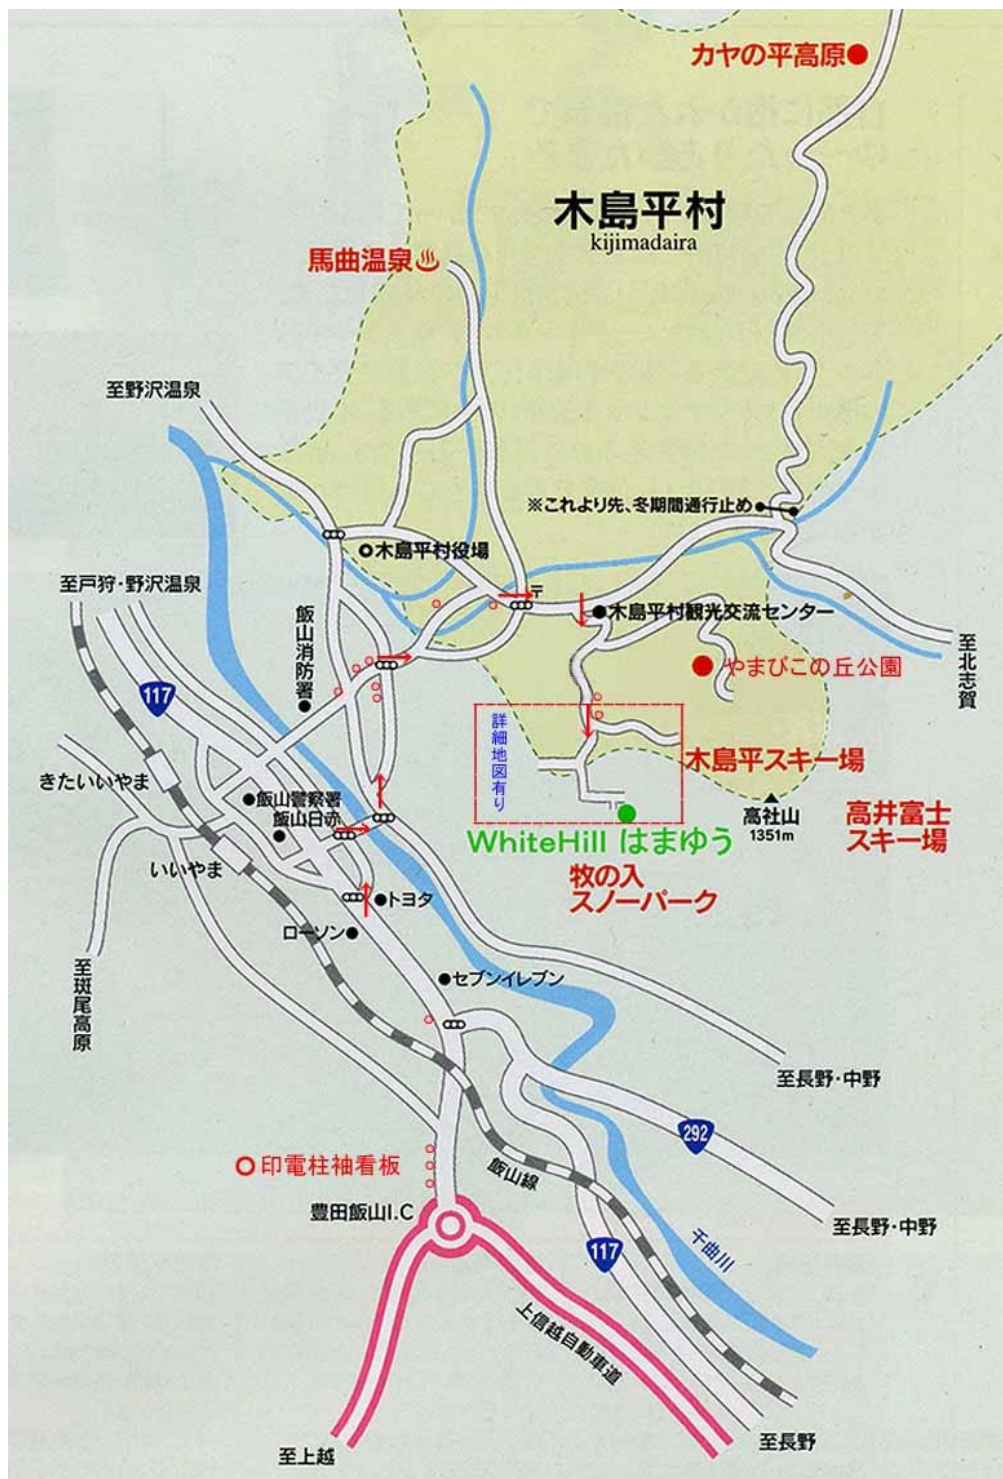 カヤの平高原
木島平村
kijimadaira
馬曲温泉
至野沢温泉
※これより先、冬期間通行止め
木島平村役場
至戸狩・野沢温泉
〒
木島平村観光交流センター
飯山消防署
至北志賀
やまびこの丘公園
117
詳細地図有り
木島平スキー場
きたいいやま
飯山警察署
飯山日赤
高社山
1351m
高井富士
スキー場
WhiteHill はまゆう
いいやま
牧の入
スノーパーク
トヨタ
ローソン
至斑尾高原
セブンイレブン
至長野・中野
292
印電柱袖看板
飯山線
豊田飯山I.C
至長野・中野
117
千曲川
上信越自動車道
至上越
至長野